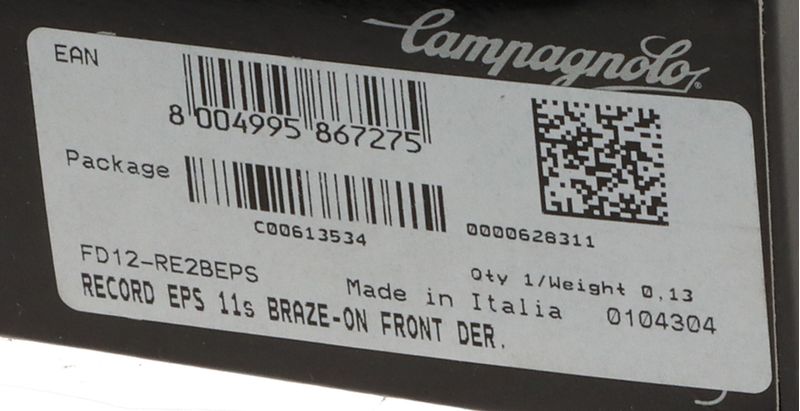 Campagnolo®
EAN
8 004995 867275
Package
C00613534
0000628311
FD12-RE2BEPS
Qty 1/Weight 0,13
Made in Italia 0104304
RECORD EPS 11s BRAZE-ON FRONT DER.